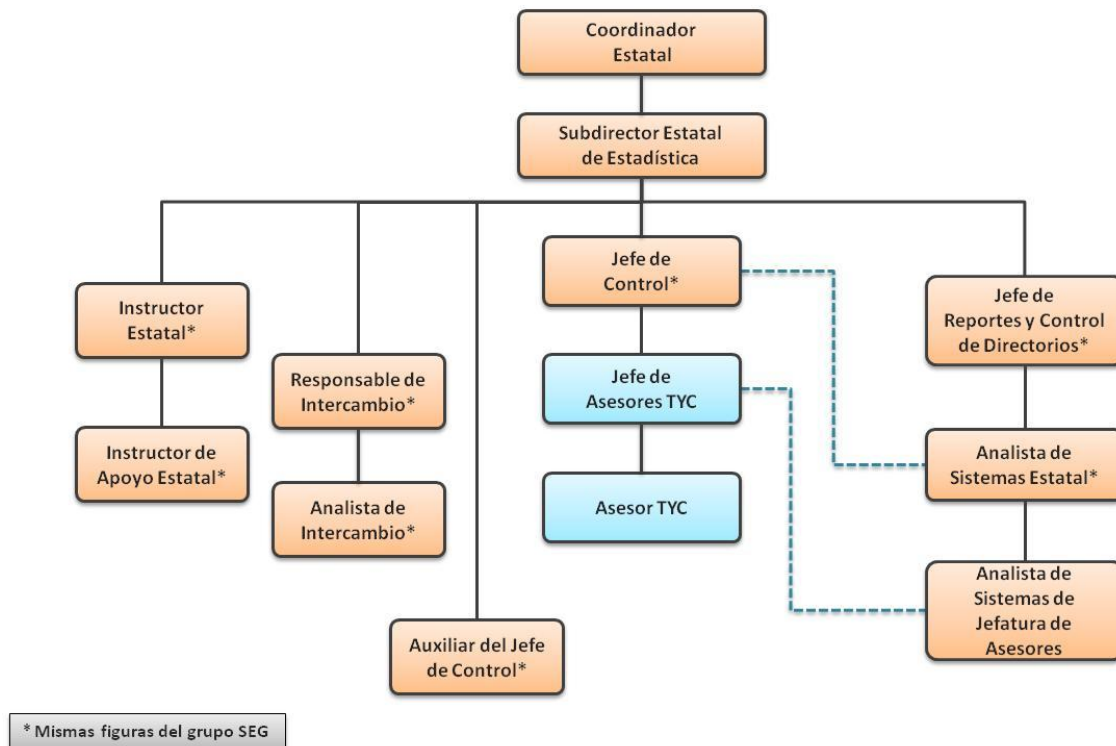 Coordinador
Estatal
Subdirector Estatal
de Estadística
Jefe de
Control*
Instructor
Estatal*
Jefe de
Reportes y Control
de Directorios*
Responsable de
Intercambio*
Jefe de
Asesores TYC
Instructor de
Apoyo Estatal*
Analista de
Sistemas Estatal*
Analista de
Intercambio*
Asesor TYC
Analista de
Sistemas de
Jefatura de
Asesores
Auxiliar del Jefe
de Control*
* Mismas figuras del grupo SEG